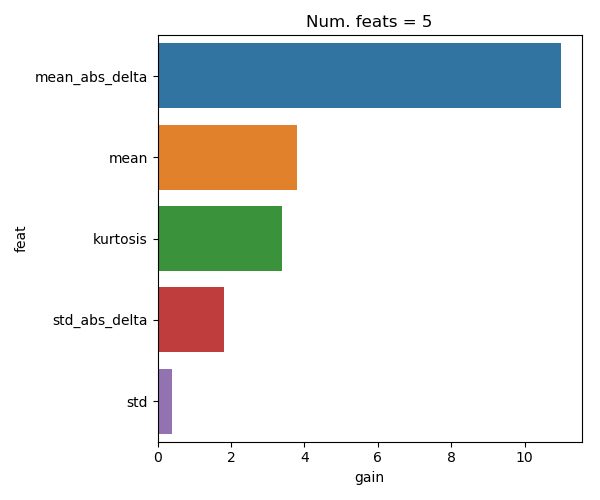 Num. feats = 5
mean_abs_delta
mean
kurtosis
std_abs_delta
std
feat
0 2 4 6 8 10
gain